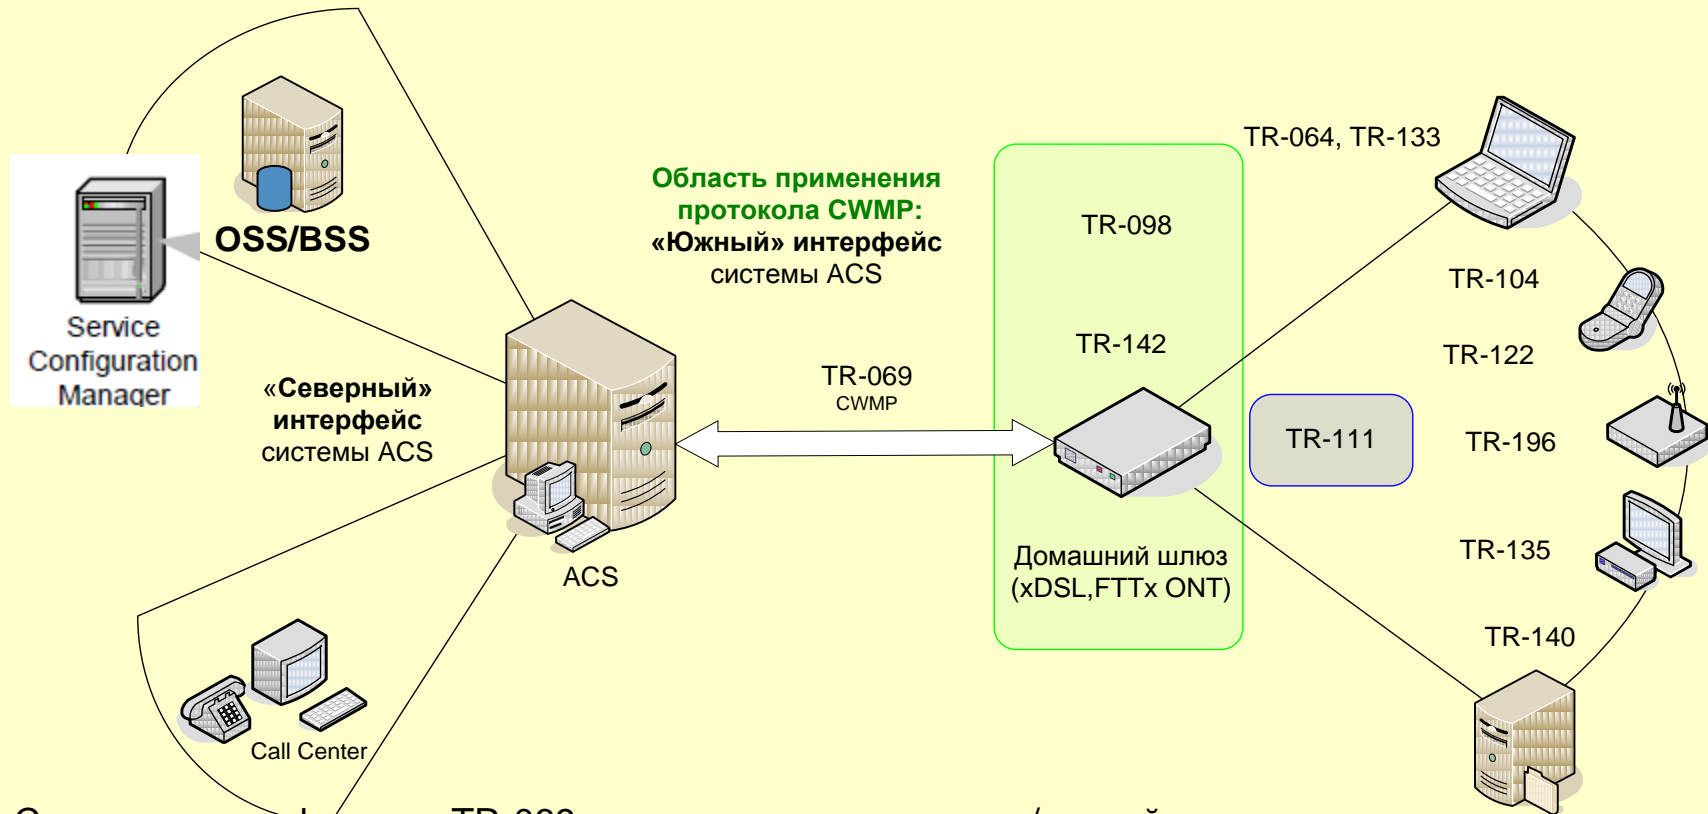 OSS/BSS
Service
Configuration
Manager
«Северный»
интерфейс
системы ACS
Call Center
ACS
Область применения
протокола CWMP:
«Южный» интерфейс
системы ACS
TR-069
CWMP
TR-098
TR-142
Домашний шлюз
(xDSL,FTTx ONT)
TR-111
TR-064, TR-133
TR-104
TR-122
TR-196
TR-135
TR-140